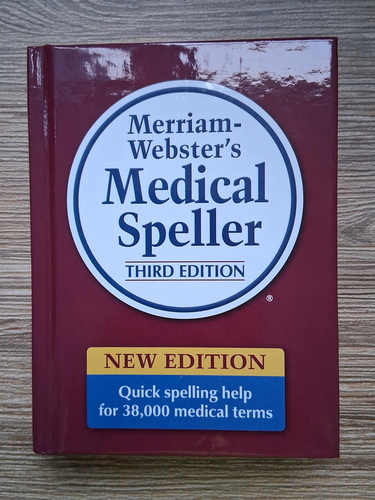 Merriam-
Webster's
Medical
Speller
THIRD EDITION
®
NEW EDITION
Quick spelling help
for 38,000 medical terms